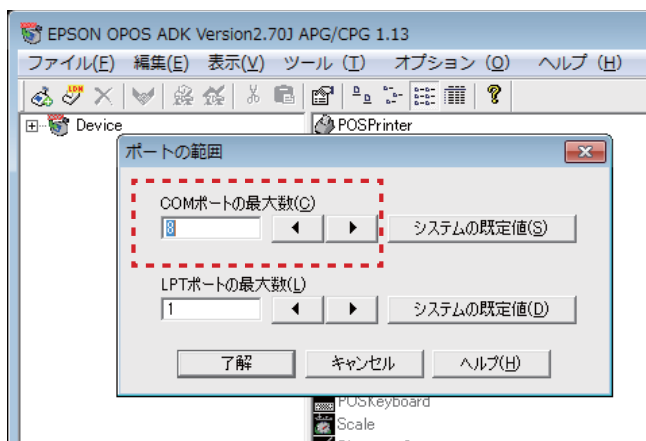 EPSON OPOS ADK Version2.70J APG/CPG 1.13
ファイル(F) 編集(E) 表示(V) ツール (T) オプション (O) ヘルプ (H)
Device
POSPrinter
ポートの範囲
COMポートの最大数(C)
8
システムの既定値(S)
LPTポートの最大数(L)
1
システムの既定値(D)
了解 キャンセル ヘルプ(H)
POSKeyboard
Scale